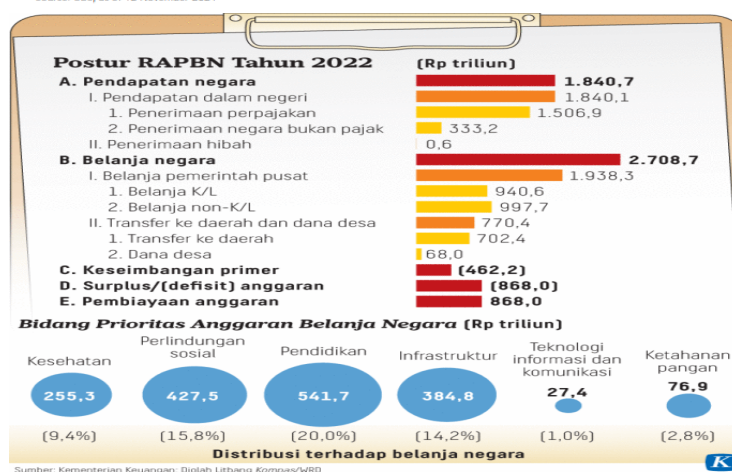 Postur RAPBN Tahun 2022 (Rp triliun)
A. Pendapatan negara 1.840,7
I. Pendapatan dalam negeri 1.840,1
1. Penerimaan perpajakan 1.506,9
2. Penerimaan negara bukan pajak 333,2
II. Penerimaan hibah 0,6
B. Belanja negara 2.708,7
I. Belanja pemerintah pusat 1.938,3
1. Belanja K/L 940,6
2. Belanja non-K/L 997,7
II. Transfer ke daerah dan dana desa 770,4
1. Transfer ke daerah 702,4
2. Dana desa 68,0
C. Keseimbangan primer (462,2)
D. Surplus/(defisit) anggaran (868,0)
E. Pembiayaan anggaran 868,0
Bidang Prioritas Anggaran Belanja Negara (Rp triliun)
Kesehatan
255,3
(9,4%)
Perlindungan
sosial
427,5
(15,8%)
Pendidikan
541,7
(20,0%)
Infrastruktur
384,8
(14,2%)
Teknologi
informasi dan
komunikasi
27,4
(1,0%)
Ketahanan
pangan
76,9
(2,8%)
Distribusi terhadap belanja negara
Sumber: Kementerian Keuangan; Diolah Litbang Kompas/WRD
K